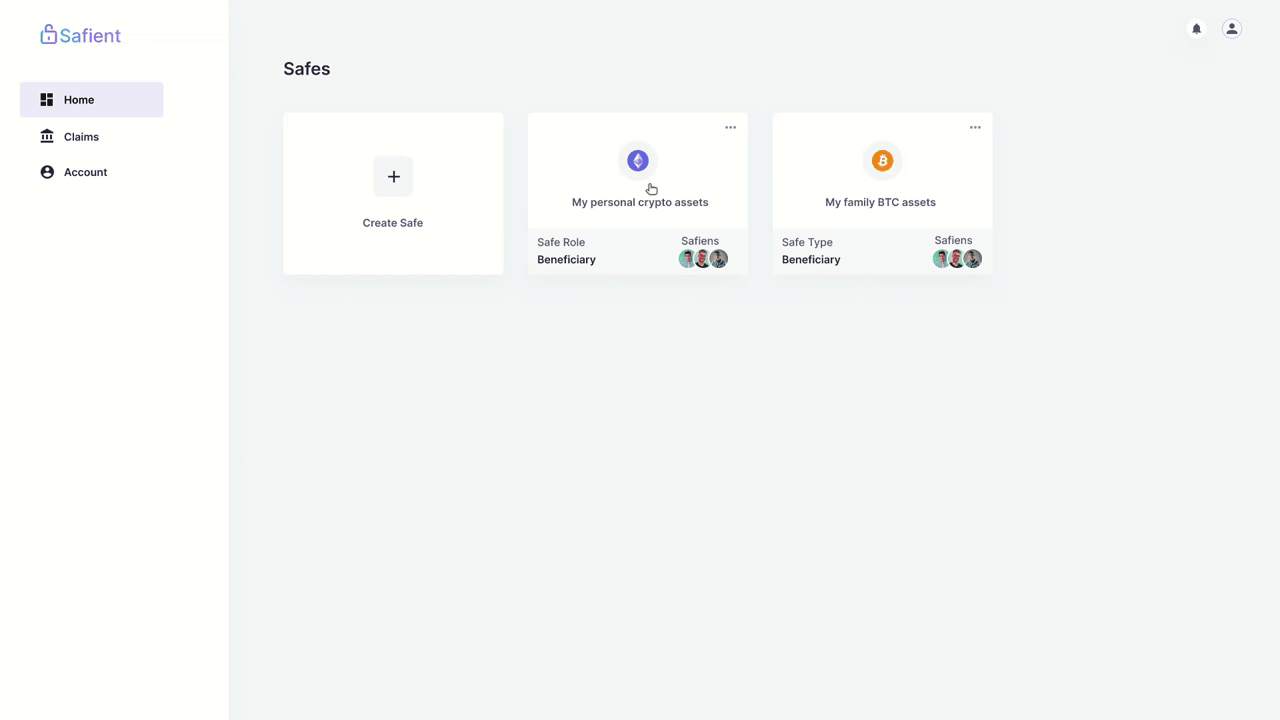 Safient
Home
Claims
Account
Safes
Create Safe
My personal crypto assets
Safe Role
Safiens
Beneficiary
My family BTC assets
Safe Type
Safiens
Beneficiary